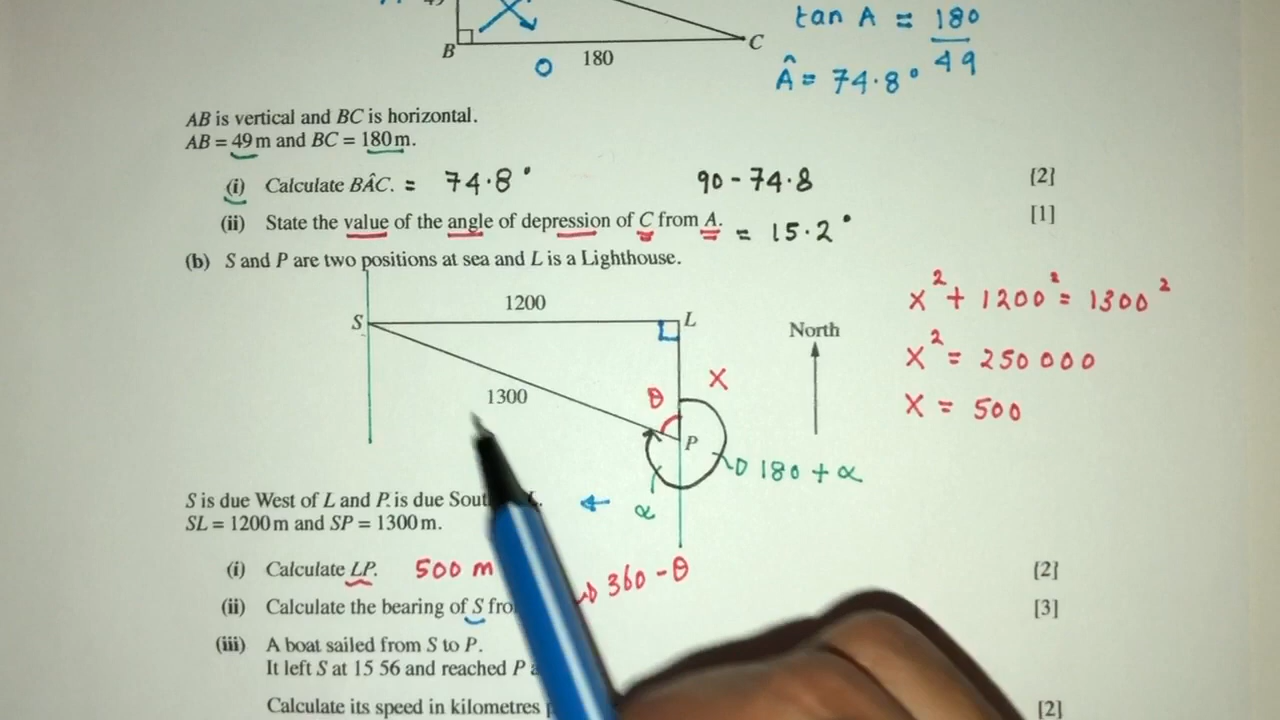 tan A = 180
49
B
C
180
O
Â = 74.8°
AB is vertical and BC is horizontal.
AB = 49 m and BC = 180 m.
(i) Calculate BÂC. = 74.8° 90 - 74.8 [2]
(ii) State the value of the angle of depression of C from A. = 15.2° [1]
(b) S and P are two positions at sea and L is a Lighthouse.
x² + 1200² = 1300²
1200
S
L
North
x² = 250 000
1300
θ
x
x = 500
P
180 + α
α
S is due West of L and P is due
SL = 1200 m and SP = 1300 m.
(i) Calculate LP. 500 m [2]
360 - θ
(ii) Calculate the bearing of S [3]
(iii) A boat sailed from S to P.
It left S at 15 56 and reached P
Calculate its speed in kilometres [2]